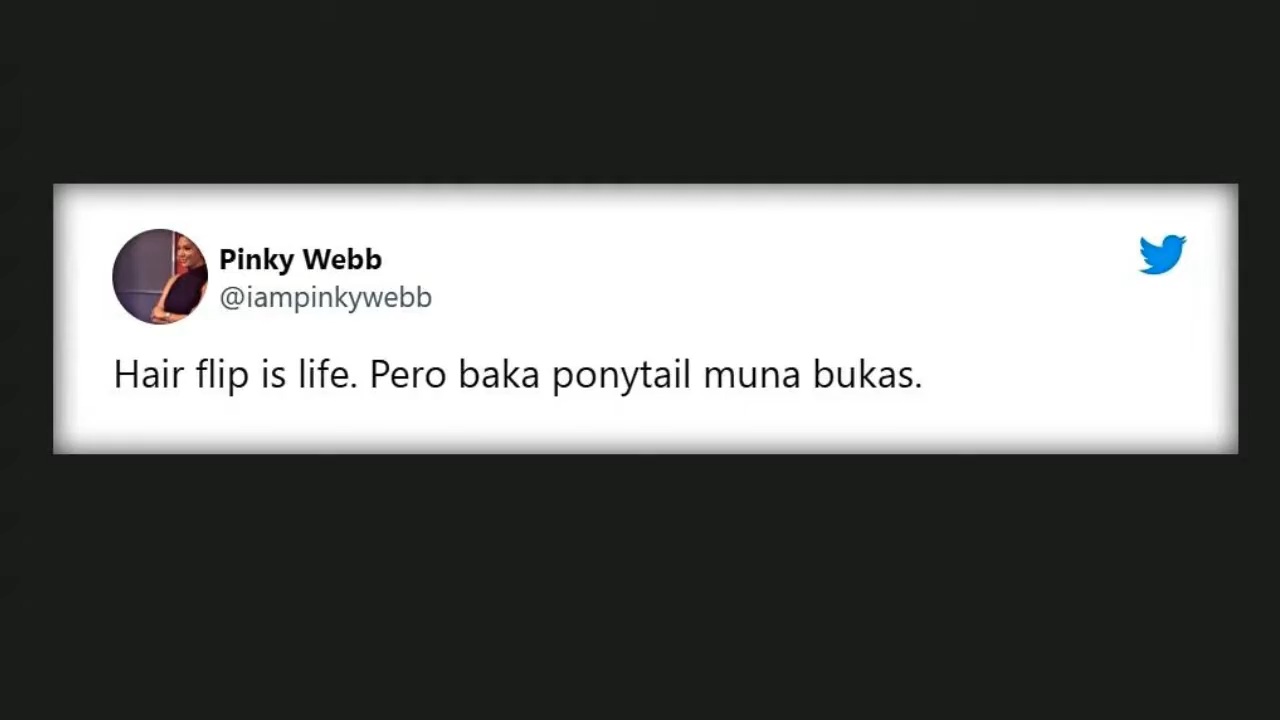 Pinky Webb
@iampinkywebb
Hair flip is life. Pero baka ponytail muna bukas.